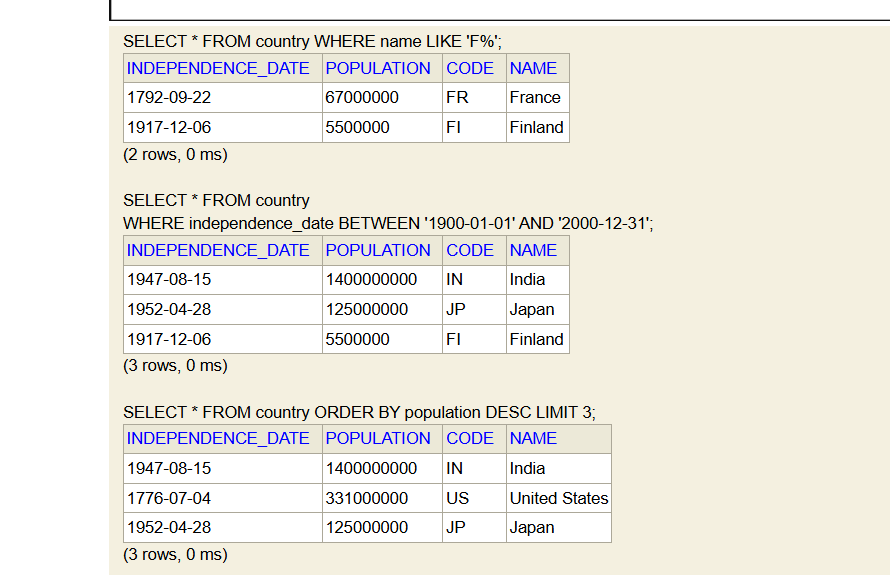 SELECT * FROM country WHERE name LIKE 'F%';
INDEPENDENCE_DATE POPULATION CODE NAME
1792-09-22 67000000 FR France
1917-12-06 5500000 FI Finland
(2 rows, 0 ms)
SELECT * FROM country
WHERE independence_date BETWEEN '1900-01-01' AND '2000-12-31';
INDEPENDENCE_DATE POPULATION CODE NAME
1947-08-15 1400000000 IN India
1952-04-28 125000000 JP Japan
1917-12-06 5500000 FI Finland
(3 rows, 0 ms)
SELECT * FROM country ORDER BY population DESC LIMIT 3;
INDEPENDENCE_DATE POPULATION CODE NAME
1947-08-15 1400000000 IN India
1776-07-04 331000000 US United States
1952-04-28 125000000 JP Japan
(3 rows, 0 ms)